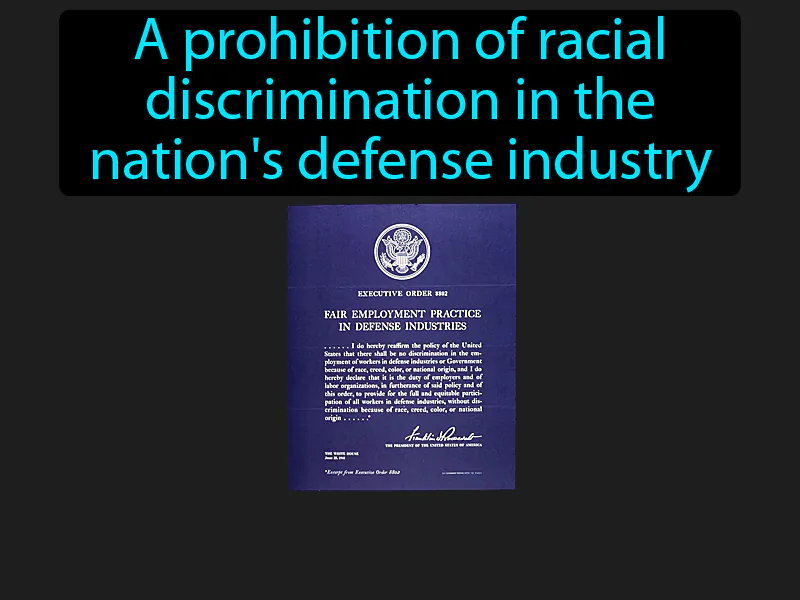 A prohibition of racial
discrimination in the
nation's defense industry
EXECUTIVE ORDER 8802
FAIR EMPLOYMENT PRACTICE
IN DEFENSE INDUSTRIES
. . . . . . I do hereby reaffirm the policy of the United
States that there shall be no discrimination in the em-
ployment of workers in defense industries or Government
because of race, creed, color, or national origin, and I do
hereby declare that it is the duty of employers and of
labor organizations, in furtherance of said policy and of
this order, to provide for the full and equitable partici-
pation of all workers in defense industries, without dis-
crimination because of race, creed, color, or national
origin . . . . . .*
Franklin D Roosevelt
THE PRESIDENT OF THE UNITED STATES OF AMERICA
THE WHITE HOUSE
June 25, 1941
*Excerpt from Executive Order 8802